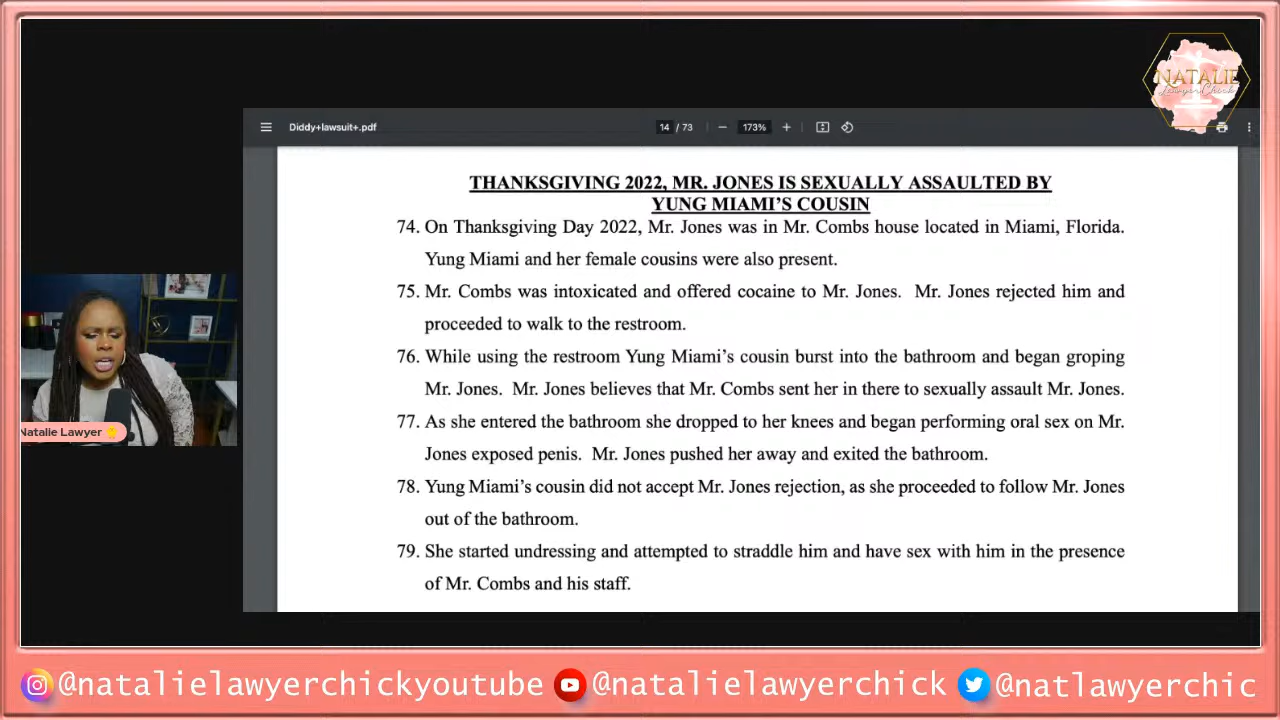 NATALIE
LawyerChick
Diddy+lawsuit+.pdf
14 / 73
173%
THANKSGIVING 2022, MR. JONES IS SEXUALLY ASSAULTED BY
YUNG MIAMI'S COUSIN
74. On Thanksgiving Day 2022, Mr. Jones was in Mr. Combs house located in Miami, Florida.
Yung Miami and her female cousins were also present.
75. Mr. Combs was intoxicated and offered cocaine to Mr. Jones. Mr. Jones rejected him and
proceeded to walk to the restroom.
76. While using the restroom Yung Miami's cousin burst into the bathroom and began groping
Mr. Jones. Mr. Jones believes that Mr. Combs sent her in there to sexually assault Mr. Jones.
77. As she entered the bathroom she dropped to her knees and began performing oral sex on Mr.
Jones exposed penis. Mr. Jones pushed her away and exited the bathroom.
78. Yung Miami's cousin did not accept Mr. Jones rejection, as she proceeded to follow Mr. Jones
out of the bathroom.
79. She started undressing and attempted to straddle him and have sex with him in the presence
of Mr. Combs and his staff.
Natalie Lawyer
@natalielawyerchickyoutube
@natalielawyerchick
@natlawyerchic